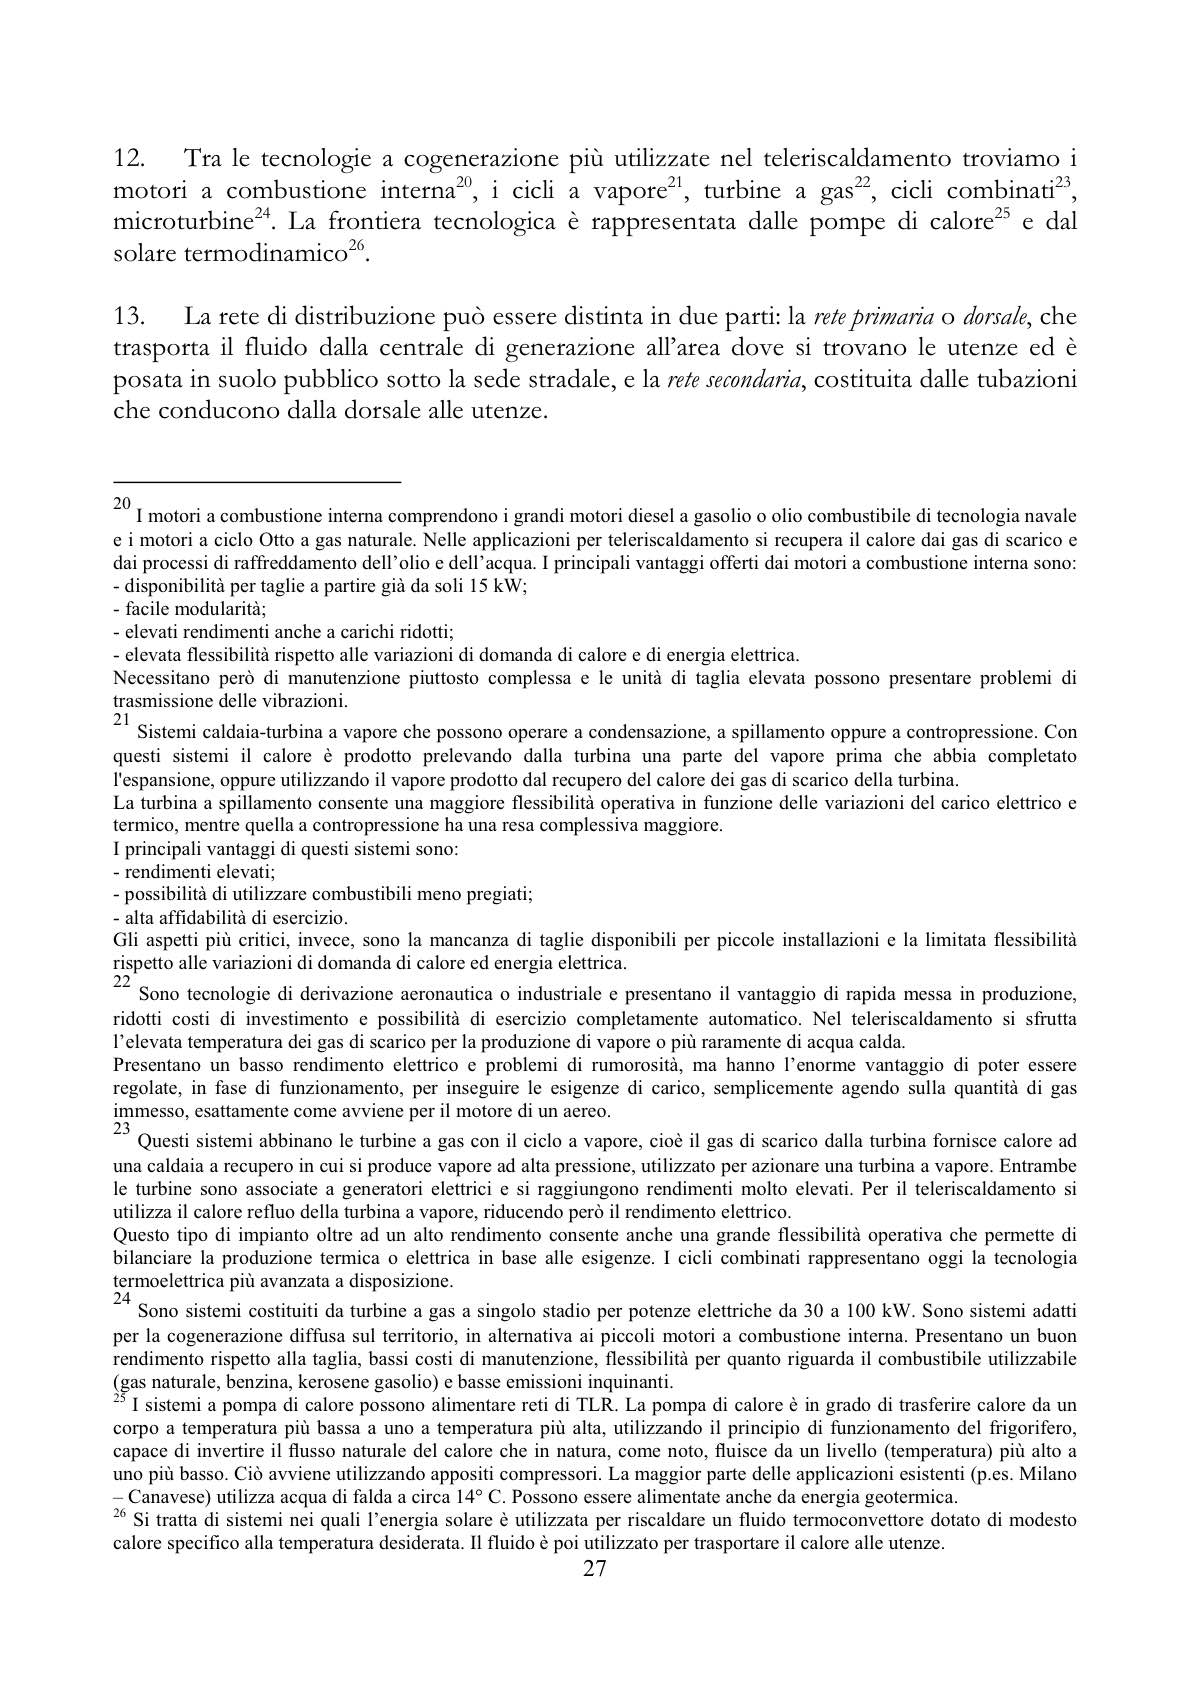 12. Tra le tecnologie a cogenerazione più utilizzate nel teleriscaldamento troviamo i
motori a combustione interna20, i cicli a vapore21, turbine a gas22, cicli combinati23,
microturbine24. La frontiera tecnologica è rappresentata dalle pompe di calore25 e dal
solare termodinamico26.
13. La rete di distribuzione può essere distinta in due parti: la rete primaria o dorsale, che
trasporta il fluido dalla centrale di generazione all’area dove si trovano le utenze ed è
posata in suolo pubblico sotto la sede stradale, e la rete secondaria, costituita dalle tubazioni
che conducono dalla dorsale alle utenze.
20 I motori a combustione interna comprendono i grandi motori diesel a gasolio o olio combustibile di tecnologia navale
e i motori a ciclo Otto a gas naturale. Nelle applicazioni per teleriscaldamento si recupera il calore dai gas di scarico e
dai processi di raffreddamento dell’olio e dell’acqua. I principali vantaggi offerti dai motori a combustione interna sono:
- disponibilità per taglie a partire già da soli 15 kW;
- facile modularità;
- elevati rendimenti anche a carichi ridotti;
- elevata flessibilità rispetto alle variazioni di domanda di calore e di energia elettrica.
Necessitano però di manutenzione piuttosto complessa e le unità di taglia elevata possono presentare problemi di
trasmissione delle vibrazioni.
21 Sistemi caldaia-turbina a vapore che possono operare a condensazione, a spillamento oppure a contropressione. Con
questi sistemi il calore è prodotto prelevando dalla turbina una parte del vapore prima che abbia completato
l'espansione, oppure utilizzando il vapore prodotto dal recupero del calore dei gas di scarico della turbina.
La turbina a spillamento consente una maggiore flessibilità operativa in funzione delle variazioni del carico elettrico e
termico, mentre quella a contropressione ha una resa complessiva maggiore.
I principali vantaggi di questi sistemi sono:
- rendimenti elevati;
- possibilità di utilizzare combustibili meno pregiati;
- alta affidabilità di esercizio.
Gli aspetti più critici, invece, sono la mancanza di taglie disponibili per piccole installazioni e la limitata flessibilità
rispetto alle variazioni di domanda di calore ed energia elettrica.
22 Sono tecnologie di derivazione aeronautica o industriale e presentano il vantaggio di rapida messa in produzione,
ridotti costi di investimento e possibilità di esercizio completamente automatico. Nel teleriscaldamento si sfrutta
l’elevata temperatura dei gas di scarico per la produzione di vapore o più raramente di acqua calda.
Presentano un basso rendimento elettrico e problemi di rumorosità, ma hanno l’enorme vantaggio di poter essere
regolate, in fase di funzionamento, per inseguire le esigenze di carico, semplicemente agendo sulla quantità di gas
immesso, esattamente come avviene per il motore di un aereo.
23 Questi sistemi abbinano le turbine a gas con il ciclo a vapore, cioè il gas di scarico dalla turbina fornisce calore ad
una caldaia a recupero in cui si produce vapore ad alta pressione, utilizzato per azionare una turbina a vapore. Entrambe
le turbine sono associate a generatori elettrici e si raggiungono rendimenti molto elevati. Per il teleriscaldamento si
utilizza il calore refluo della turbina a vapore, riducendo però il rendimento elettrico.
Questo tipo di impianto oltre ad un alto rendimento consente anche una grande flessibilità operativa che permette di
bilanciare la produzione termica o elettrica in base alle esigenze. I cicli combinati rappresentano oggi la tecnologia
termoelettrica più avanzata a disposizione.
24 Sono sistemi costituiti da turbine a gas a singolo stadio per potenze elettriche da 30 a 100 kW. Sono sistemi adatti
per la cogenerazione diffusa sul territorio, in alternativa ai piccoli motori a combustione interna. Presentano un buon
rendimento rispetto alla taglia, bassi costi di manutenzione, flessibilità per quanto riguarda il combustibile utilizzabile
(gas naturale, benzina, kerosene gasolio) e basse emissioni inquinanti.
25 I sistemi a pompa di calore possono alimentare reti di TLR. La pompa di calore è in grado di trasferire calore da un
corpo a temperatura più bassa a uno a temperatura più alta, utilizzando il principio di funzionamento del frigorifero,
capace di invertire il flusso naturale del calore che in natura, come noto, fluisce da un livello (temperatura) più alto a
uno più basso. Ciò avviene utilizzando appositi compressori. La maggior parte delle applicazioni esistenti (p.es. Milano
– Canavese) utilizza acqua di falda a circa 14° C. Possono essere alimentate anche da energia geotermica.
26 Si tratta di sistemi nei quali l’energia solare è utilizzata per riscaldare un fluido termoconvettore dotato di modesto
calore specifico alla temperatura desiderata. Il fluido è poi utilizzato per trasportare il calore alle utenze.
27